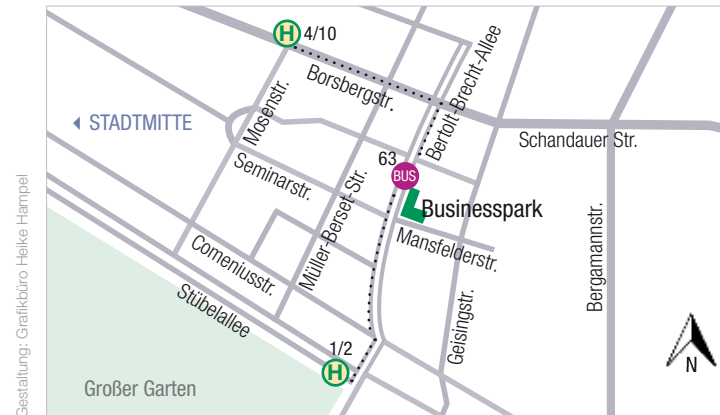 H 4/10
Borsbergstr.
Bertolt-Brecht-Allee
STADTMITTE
Mosenstr.
Schandauer Str.
63
BUS
Seminarstr.
Müller-Berset-Str.
Businesspark
Mansfelderstr.
Comeniusstr.
Bergamannstr.
Stübelallee
Geisingstr.
1/2
H
N
Großer Garten
Gestaltung: Grafikbüro Heike Hampel